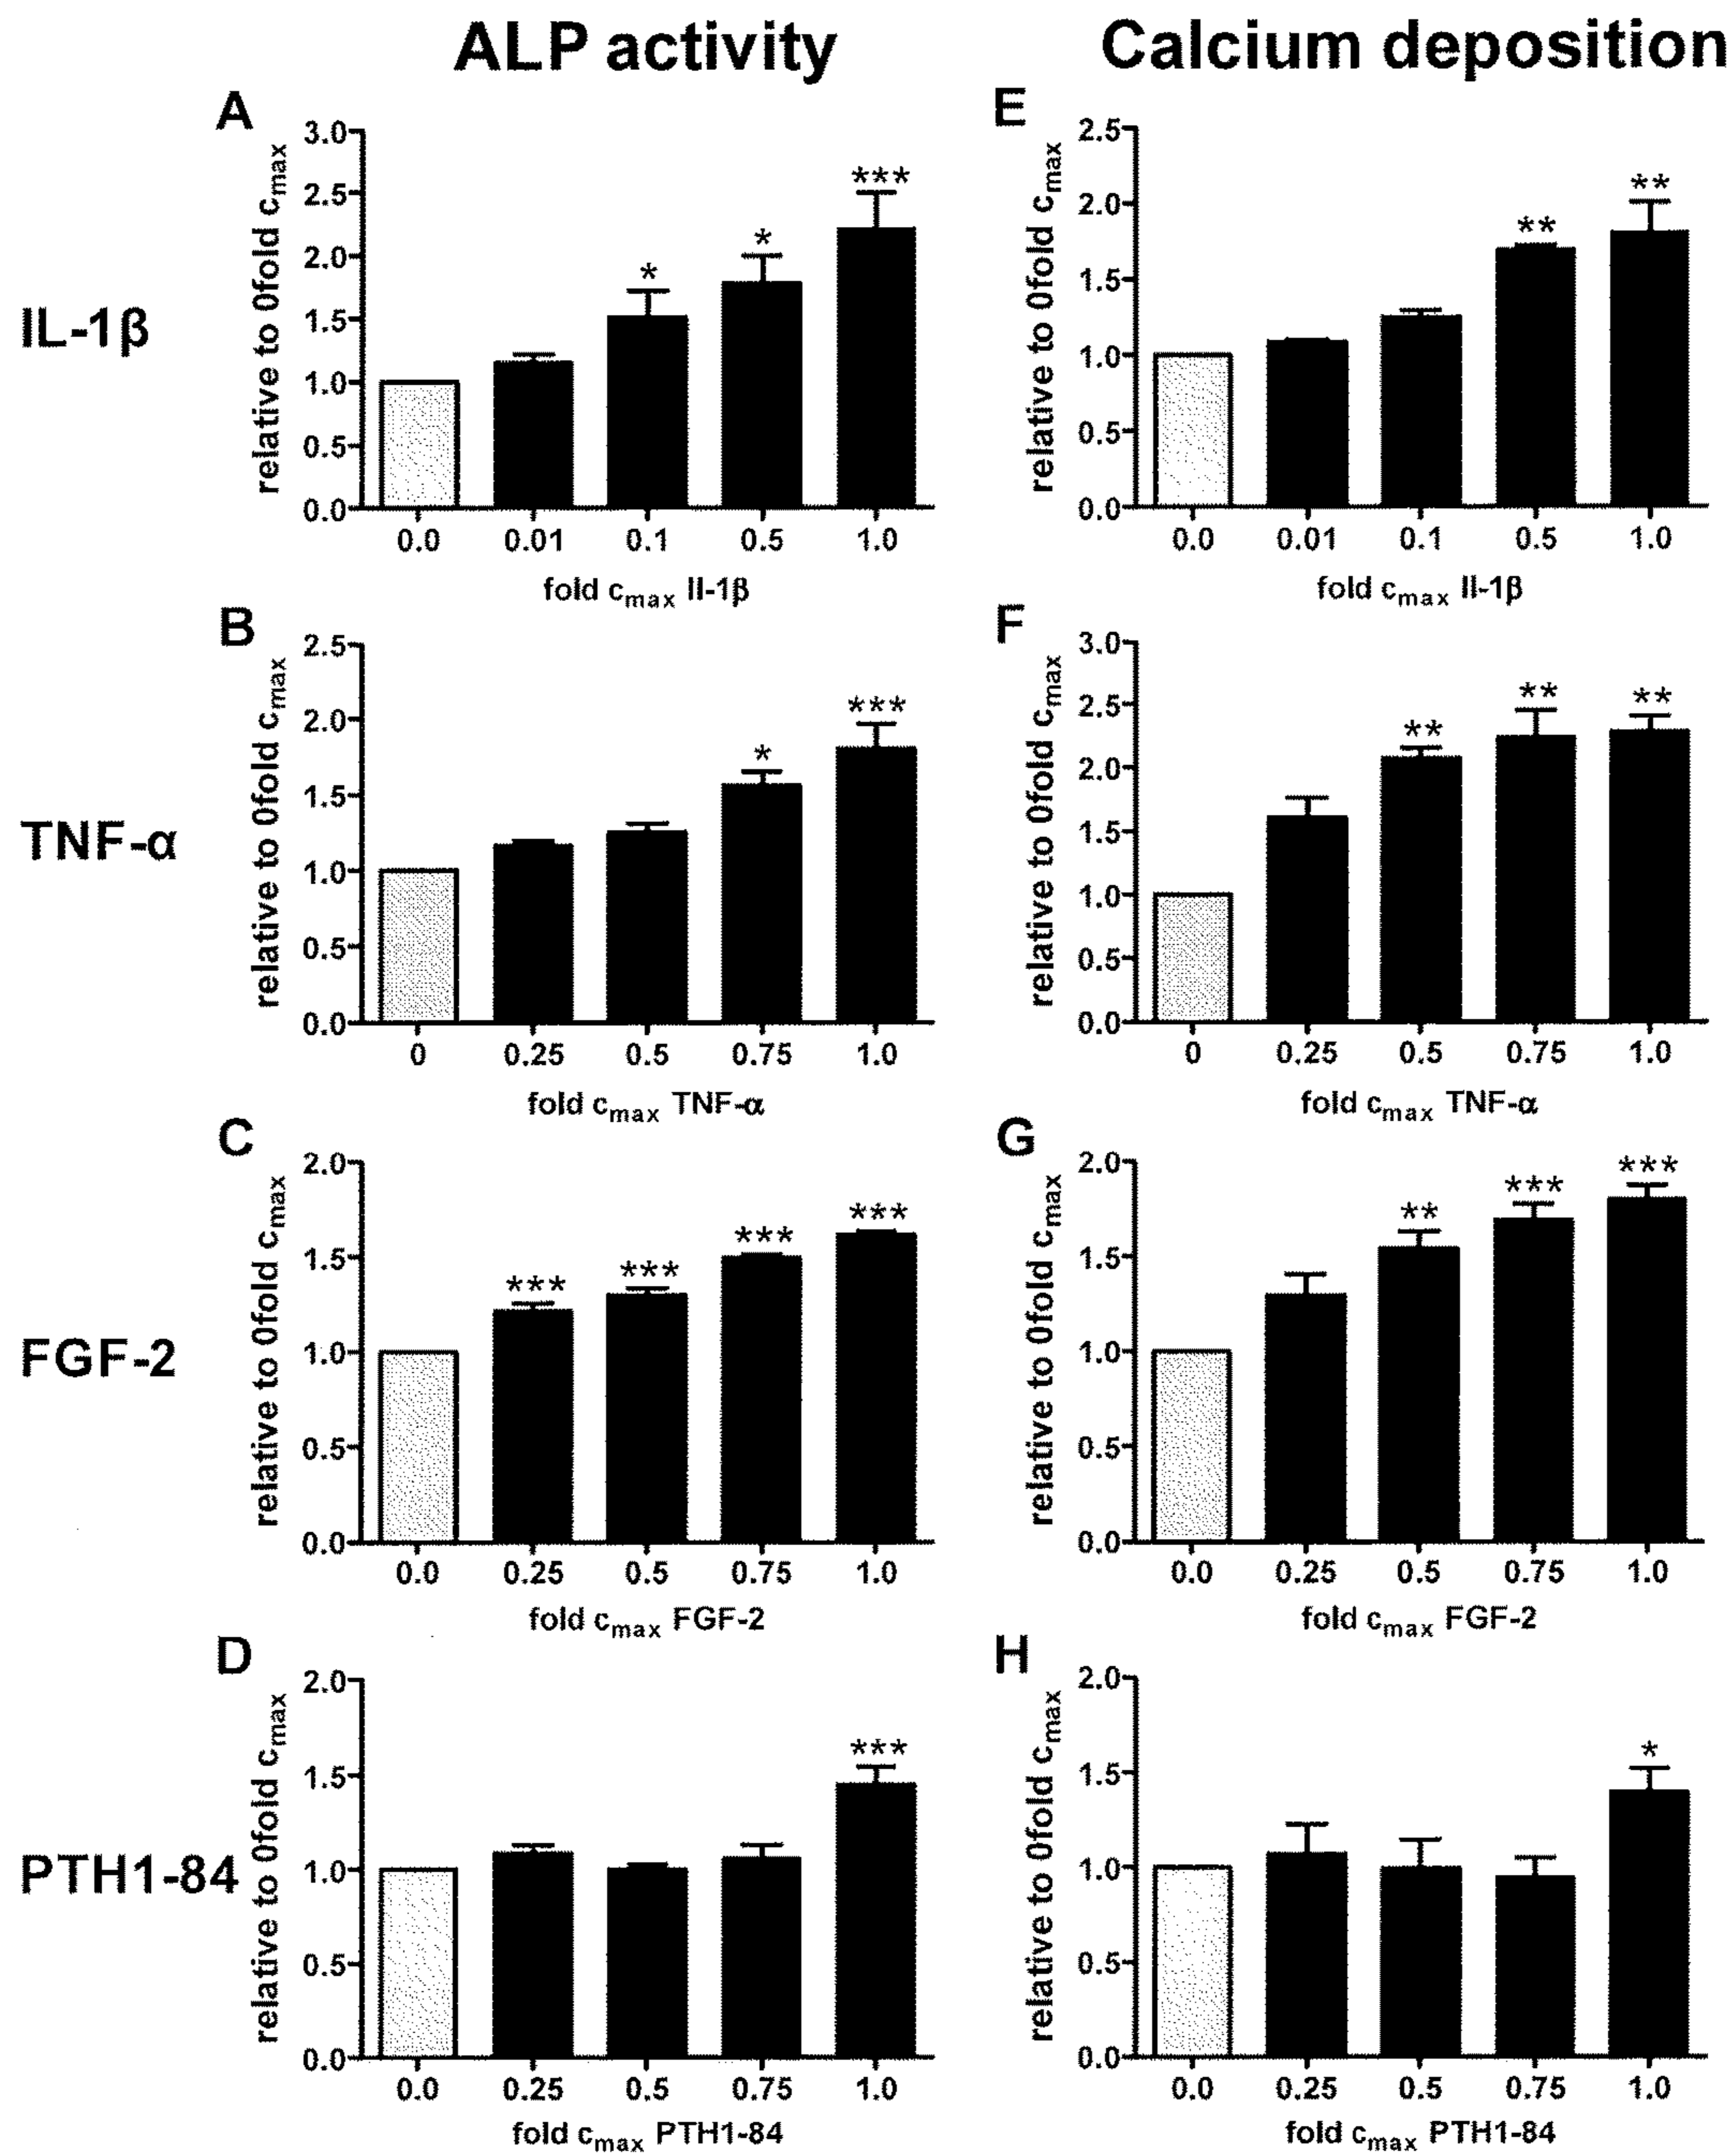 ALP activity
Calcium deposition
IL-1β
A
relative to 0fold cmax
3.0
2.5
2.0
1.5
1.0
0.5
0.0
*
*
***
0.0 0.01 0.1 0.5 1.0
fold cmax Il-1β
E
relative to 0fold cmax
2.5
2.0
1.5
1.0
0.5
0.0
**
**
0.0 0.01 0.1 0.5 1.0
fold cmax Il-1β
TNF-α
B
relative to 0fold cmax
2.5
2.0
1.5
1.0
0.5
0.0
*
***
0 0.25 0.5 0.75 1.0
fold cmax TNF-α
F
relative to 0fold cmax
3.0
2.5
2.0
1.5
1.0
0.5
0.0
**
**
**
0 0.25 0.5 0.75 1.0
fold cmax TNF-α
FGF-2
C
relative to 0fold cmax
2.0
1.5
1.0
0.5
0.0
***
***
***
***
0.0 0.25 0.5 0.75 1.0
fold cmax FGF-2
G
relative to 0fold cmax
2.0
1.5
1.0
0.5
0.0
**
***
***
0.0 0.25 0.5 0.75 1.0
fold cmax FGF-2
PTH1-84
D
relative to 0fold cmax
2.0
1.5
1.0
0.5
0.0
***
0.0 0.25 0.5 0.75 1.0
fold cmax PTH1-84
H
relative to 0fold cmax
2.0
1.5
1.0
0.5
0.0
*
0.0 0.25 0.5 0.75 1.0
fold cmax PTH1-84